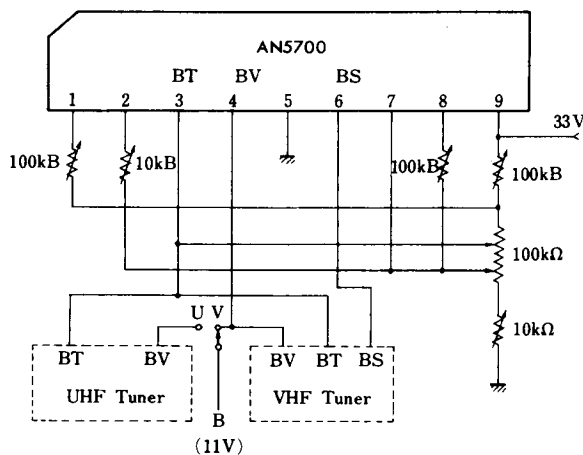 AN5700
BT BV BS
1 2 3 4 5 6 7 8 9
33V
100kB 10kB 100kB 100kB
100kΩ
10kΩ
U V
BT BV BV BT BS
UHF Tuner VHF Tuner
B
(11V)